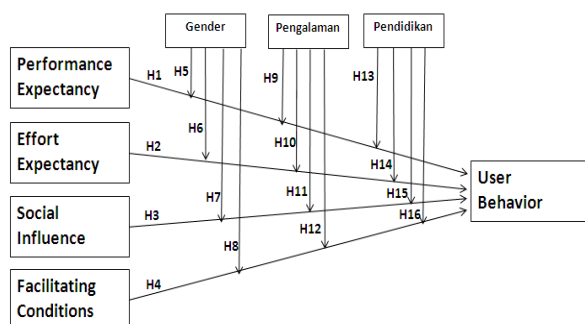 Gender
Pengalaman
Pendidikan
Performance
Expectancy
H1
H5
H9
H13
Effort
Expectancy
H2
H6
H10
H14
User
Behavior
Social
Influence
H3
H7
H11
H15
Facilitating
Conditions
H4
H8
H12
H16